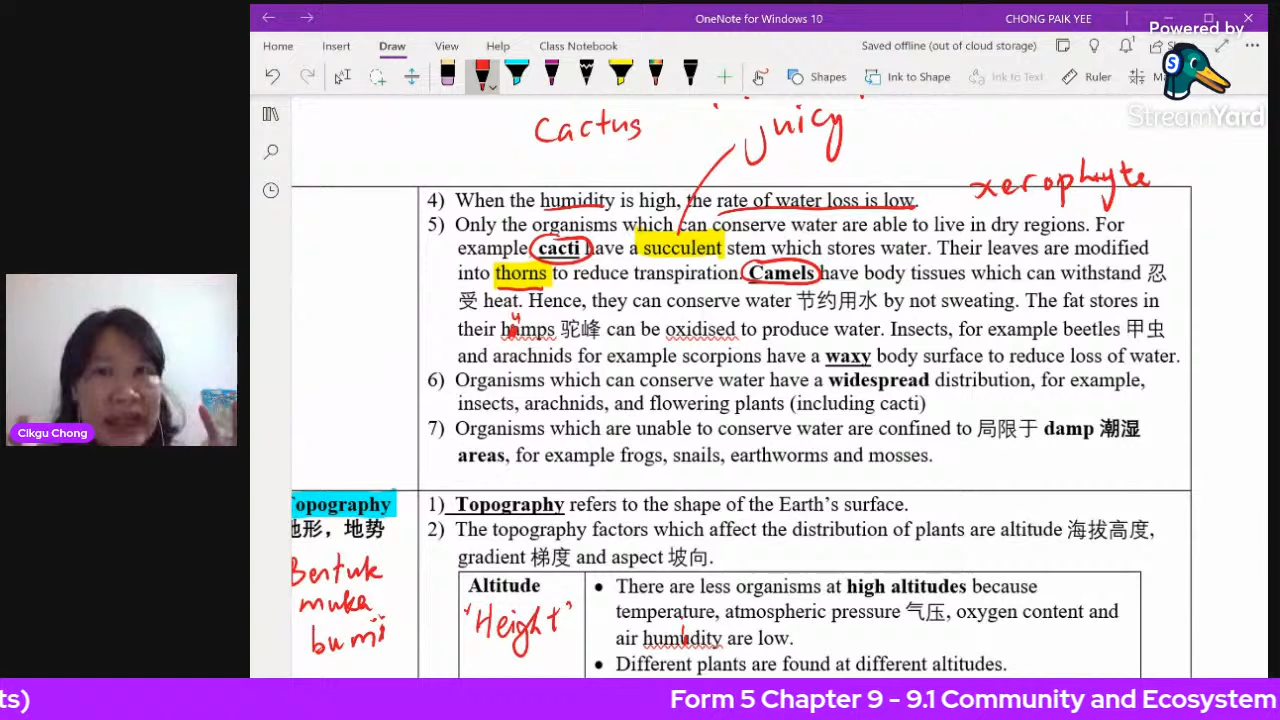 OneNote for Windows 10
CHONG PAIK YEE
Powered by
StreamYard
Home Insert Draw View Help Class Notebook
Saved offline (out of cloud storage)
Shapes Ink to Shape Ink to Text Ruler
Cactus
juicy
xerophyte
4) When the humidity is high, the rate of water loss is low.
5) Only the organisms which can conserve water are able to live in dry regions. For
example cacti have a succulent stem which stores water. Their leaves are modified
into thorns to reduce transpiration. Camels have body tissues which can withstand 忍
受 heat. Hence, they can conserve water 节约用水 by not sweating. The fat stores in
their humps 驼峰 can be oxidised to produce water. Insects, for example beetles 甲虫
and arachnids for example scorpions have a waxy body surface to reduce loss of water.
6) Organisms which can conserve water have a widespread distribution, for example,
insects, arachnids, and flowering plants (including cacti)
7) Organisms which are unable to conserve water are confined to 局限于 damp 潮湿
areas, for example frogs, snails, earthworms and mosses.
Topography
地形，地势
Bentuk
muka
bumi
1) Topography refers to the shape of the Earth's surface.
2) The topography factors which affect the distribution of plants are altitude 海拔高度,
gradient 梯度 and aspect 坡向.
Altitude
"Height"
• There are less organisms at high altitudes because
temperature, atmospheric pressure 气压, oxygen content and
air humidity are low.
• Different plants are found at different altitudes.
Cikgu Chong
ts)
Form 5 Chapter 9 - 9.1 Community and Ecosystem